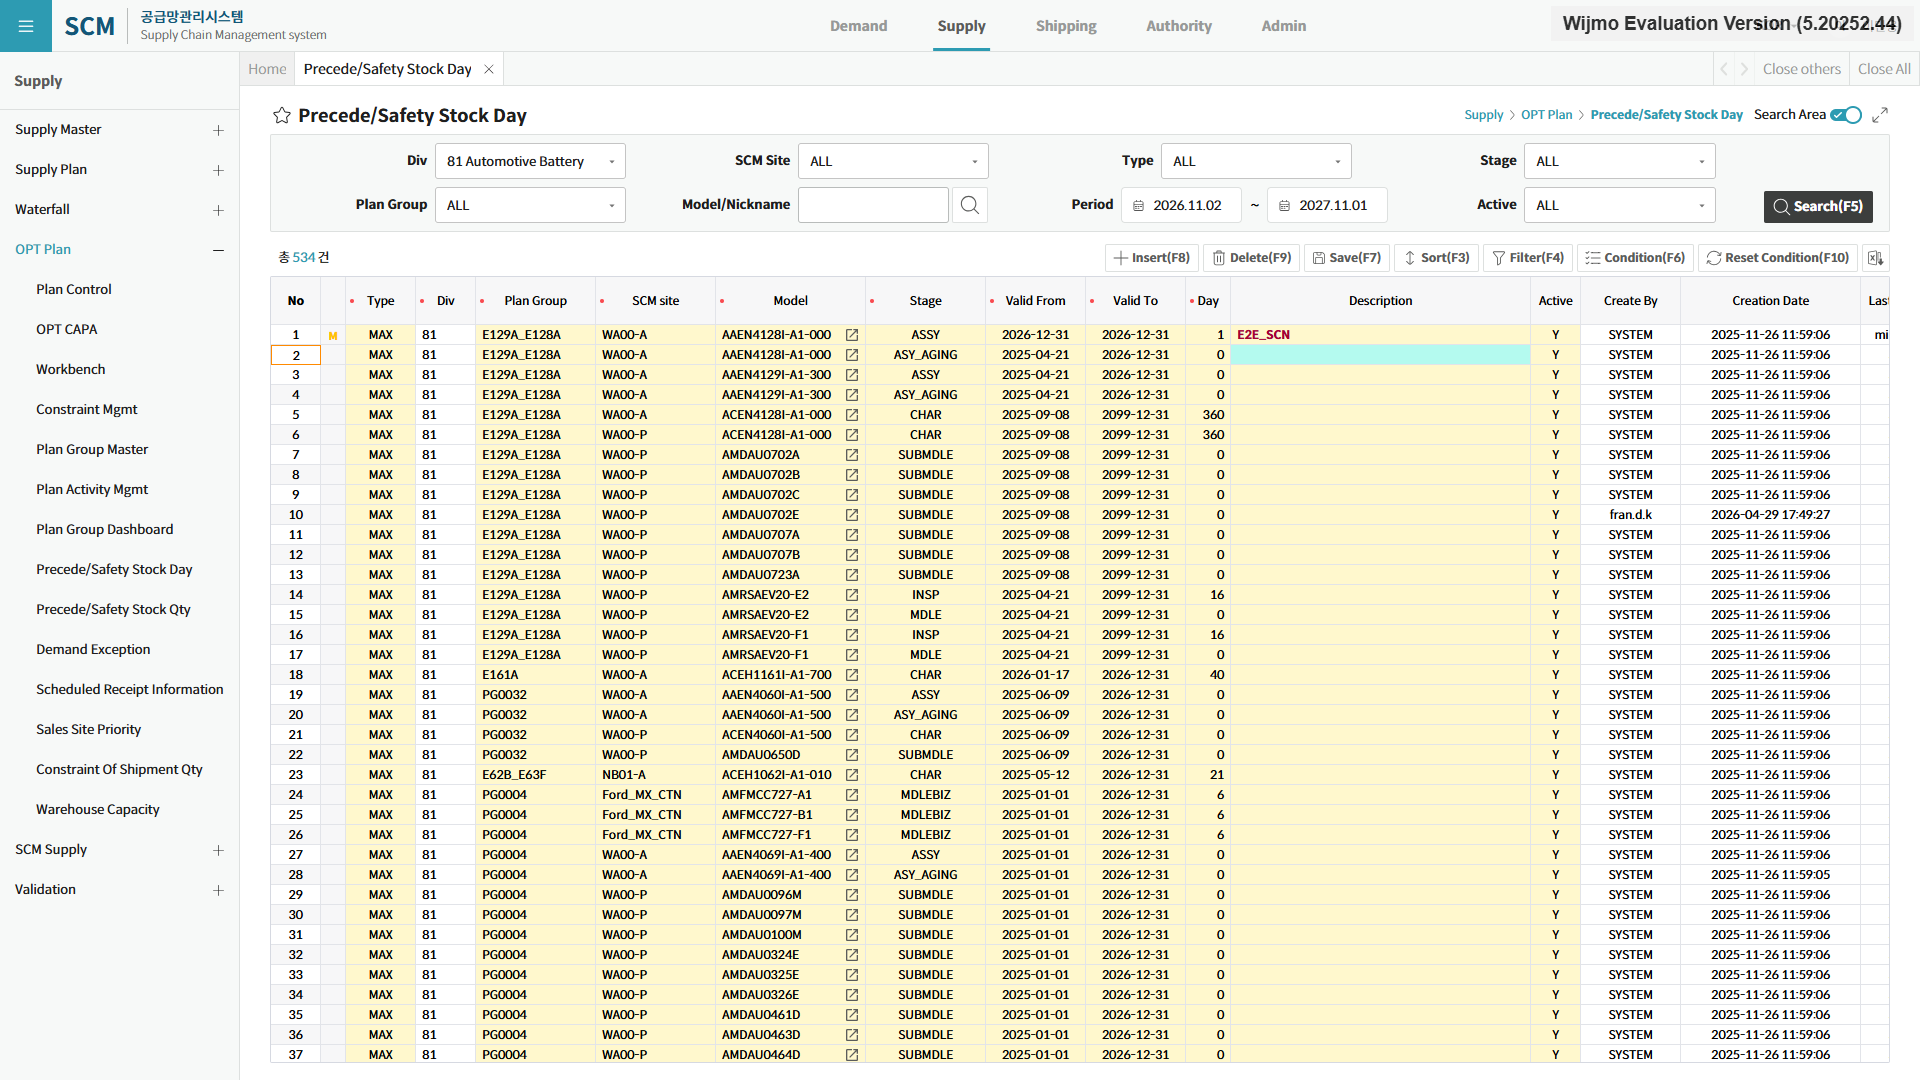 SCM 공급망관리시스템
Supply Chain Management system
Demand Supply Shipping Authority Admin
Wijmo Evaluation Version (5.20252.44)
Supply
Home Precede/Safety Stock Day
Close others Close All
Supply Master
Supply Plan
Waterfall
OPT Plan
Plan Control
OPT CAPA
Workbench
Constraint Mgmt
Plan Group Master
Plan Activity Mgmt
Plan Group Dashboard
Precede/Safety Stock Day
Precede/Safety Stock Qty
Demand Exception
Scheduled Receipt Information
Sales Site Priority
Constraint Of Shipment Qty
Warehouse Capacity
SCM Supply
Validation
Precede/Safety Stock Day
Supply > OPT Plan > Precede/Safety Stock Day Search Area
Div 81 Automotive Battery SCM Site ALL Type ALL Stage ALL
Plan Group ALL Model/Nickname Period 2026.11.02 ~ 2027.11.01 Active ALL Search(F5)
총 534 건
Insert(F8) Delete(F9) Save(F7) Sort(F3) Filter(F4) Condition(F6) Reset Condition(F10)
No Type Div Plan Group SCM site Model Stage Valid From Valid To Day Description Active Create By Creation Date Las
1 M MAX 81 E129A_E128A WA00-A AAEN4128I-A1-000 ASSY 2026-12-31 2026-12-31 1 E2E_SCN Y SYSTEM 2025-11-26 11:59:06 mi
2 MAX 81 E129A_E128A WA00-A AAEN4128I-A1-000 ASY_AGING 2025-04-21 2026-12-31 0 Y SYSTEM 2025-11-26 11:59:06
3 MAX 81 E129A_E128A WA00-A AAEN4129I-A1-300 ASSY 2025-04-21 2026-12-31 0 Y SYSTEM 2025-11-26 11:59:06
4 MAX 81 E129A_E128A WA00-A AAEN4129I-A1-300 ASY_AGING 2025-04-21 2026-12-31 0 Y SYSTEM 2025-11-26 11:59:06
5 MAX 81 E129A_E128A WA00-A ACEN4128I-A1-000 CHAR 2025-09-08 2099-12-31 360 Y SYSTEM 2025-11-26 11:59:06
6 MAX 81 E129A_E128A WA00-P ACEN4128I-A1-000 CHAR 2025-09-08 2099-12-31 360 Y SYSTEM 2025-11-26 11:59:06
7 MAX 81 E129A_E128A WA00-P AMDAU0702A SUBMDLE 2025-09-08 2099-12-31 0 Y SYSTEM 2025-11-26 11:59:06
8 MAX 81 E129A_E128A WA00-P AMDAU0702B SUBMDLE 2025-09-08 2099-12-31 0 Y SYSTEM 2025-11-26 11:59:06
9 MAX 81 E129A_E128A WA00-P AMDAU0702C SUBMDLE 2025-09-08 2099-12-31 0 Y SYSTEM 2025-11-26 11:59:06
10 MAX 81 E129A_E128A WA00-P AMDAU0702E SUBMDLE 2025-09-08 2099-12-31 0 Y fran.d.k 2026-04-29 17:49:27
11 MAX 81 E129A_E128A WA00-P AMDAU0707A SUBMDLE 2025-09-08 2099-12-31 0 Y SYSTEM 2025-11-26 11:59:06
12 MAX 81 E129A_E128A WA00-P AMDAU0707B SUBMDLE 2025-09-08 2099-12-31 0 Y SYSTEM 2025-11-26 11:59:06
13 MAX 81 E129A_E128A WA00-P AMDAU0723A SUBMDLE 2025-09-08 2099-12-31 0 Y SYSTEM 2025-11-26 11:59:06
14 MAX 81 E129A_E128A WA00-P AMRSAEV20-E2 INSP 2025-04-21 2099-12-31 16 Y SYSTEM 2025-11-26 11:59:06
15 MAX 81 E129A_E128A WA00-P AMRSAEV20-E2 MDLE 2025-04-21 2099-12-31 0 Y SYSTEM 2025-11-26 11:59:06
16 MAX 81 E129A_E128A WA00-P AMRSAEV20-F1 INSP 2025-04-21 2099-12-31 16 Y SYSTEM 2025-11-26 11:59:06
17 MAX 81 E129A_E128A WA00-P AMRSAEV20-F1 MDLE 2025-04-21 2099-12-31 0 Y SYSTEM 2025-11-26 11:59:06
18 MAX 81 E161A WA00-A ACEH1161I-A1-700 CHAR 2026-01-17 2026-12-31 40 Y SYSTEM 2025-11-26 11:59:06
19 MAX 81 PG0032 WA00-A AAEN4060I-A1-500 ASSY 2025-06-09 2026-12-31 0 Y SYSTEM 2025-11-26 11:59:06
20 MAX 81 PG0032 WA00-A AAEN4060I-A1-500 ASY_AGING 2025-06-09 2026-12-31 0 Y SYSTEM 2025-11-26 11:59:06
21 MAX 81 PG0032 WA00-A ACEN4060I-A1-500 CHAR 2025-06-09 2026-12-31 0 Y SYSTEM 2025-11-26 11:59:06
22 MAX 81 PG0032 WA00-P AMDAU0650D SUBMDLE 2025-06-09 2026-12-31 0 Y SYSTEM 2025-11-26 11:59:06
23 MAX 81 E62B_E63F NB01-A ACEH1062I-A1-010 CHAR 2025-05-12 2026-12-31 21 Y SYSTEM 2025-11-26 11:59:06
24 MAX 81 PG0004 Ford_MX_CTN AMFMCC727-A1 MDLEBIZ 2025-01-01 2026-12-31 6 Y SYSTEM 2025-11-26 11:59:06
25 MAX 81 PG0004 Ford_MX_CTN AMFMCC727-B1 MDLEBIZ 2025-01-01 2026-12-31 6 Y SYSTEM 2025-11-26 11:59:06
26 MAX 81 PG0004 Ford_MX_CTN AMFMCC727-F1 MDLEBIZ 2025-01-01 2026-12-31 6 Y SYSTEM 2025-11-26 11:59:06
27 MAX 81 PG0004 WA00-A AAEN4069I-A1-400 ASSY 2025-01-01 2026-12-31 0 Y SYSTEM 2025-11-26 11:59:06
28 MAX 81 PG0004 WA00-A AAEN4069I-A1-400 ASY_AGING 2025-01-01 2026-12-31 0 Y SYSTEM 2025-11-26 11:59:05
29 MAX 81 PG0004 WA00-P AMDAU0096M SUBMDLE 2025-01-01 2026-12-31 0 Y SYSTEM 2025-11-26 11:59:06
30 MAX 81 PG0004 WA00-P AMDAU0097M SUBMDLE 2025-01-01 2026-12-31 0 Y SYSTEM 2025-11-26 11:59:06
31 MAX 81 PG0004 WA00-P AMDAU0100M SUBMDLE 2025-01-01 2026-12-31 0 Y SYSTEM 2025-11-26 11:59:06
32 MAX 81 PG0004 WA00-P AMDAU0324E SUBMDLE 2025-01-01 2026-12-31 0 Y SYSTEM 2025-11-26 11:59:06
33 MAX 81 PG0004 WA00-P AMDAU0325E SUBMDLE 2025-01-01 2026-12-31 0 Y SYSTEM 2025-11-26 11:59:06
34 MAX 81 PG0004 WA00-P AMDAU0326E SUBMDLE 2025-01-01 2026-12-31 0 Y SYSTEM 2025-11-26 11:59:06
35 MAX 81 PG0004 WA00-P AMDAU0461D SUBMDLE 2025-01-01 2026-12-31 0 Y SYSTEM 2025-11-26 11:59:06
36 MAX 81 PG0004 WA00-P AMDAU0463D SUBMDLE 2025-01-01 2026-12-31 0 Y SYSTEM 2025-11-26 11:59:06
37 MAX 81 PG0004 WA00-P AMDAU0464D SUBMDLE 2025-01-01 2026-12-31 0 Y SYSTEM 2025-11-26 11:59:06